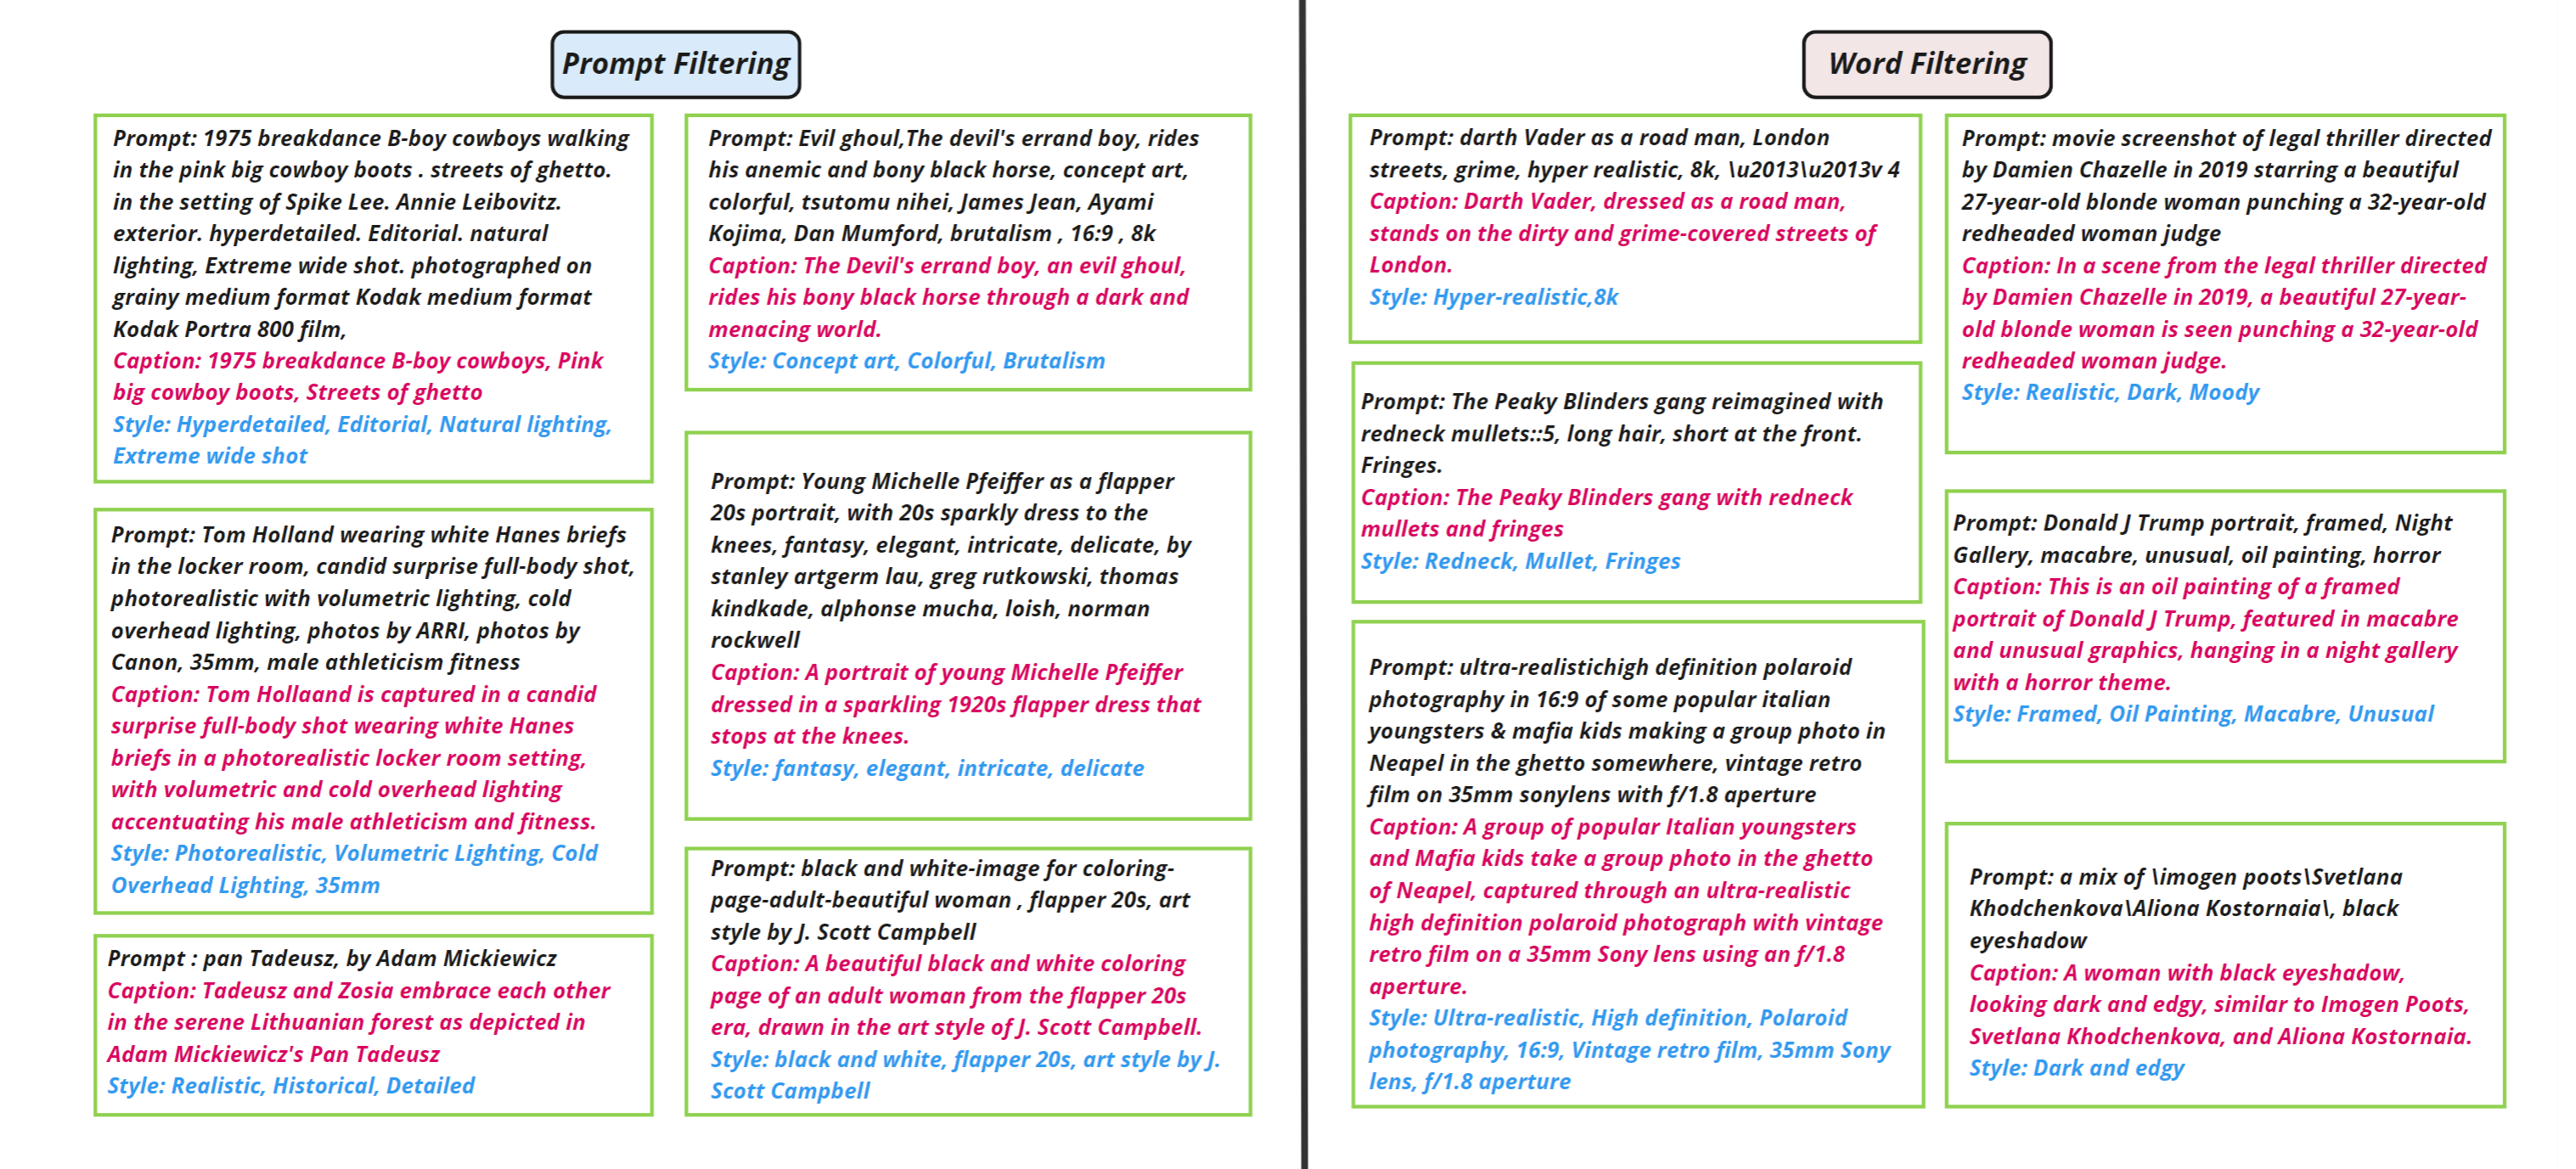 Prompt Filtering
Prompt: 1975 breakdance B-boy cowboys walking
in the pink big cowboy boots . streets of ghetto.
in the setting of Spike Lee. Annie Leibovitz.
exterior. hyperdetailed. Editorial. natural
lighting, Extreme wide shot. photographed on
grainy medium format Kodak medium format
Kodak Portra 800 film,
Caption: 1975 breakdance B-boy cowboys, Pink
big cowboy boots, Streets of ghetto
Style: Hyperdetailed, Editorial, Natural lighting,
Extreme wide shot
Prompt: Tom Holland wearing white Hanes briefs
in the locker room, candid surprise full-body shot,
photorealistic with volumetric lighting, cold
overhead lighting, photos by ARRI, photos by
Canon, 35mm, male athleticism fitness
Caption: Tom Hollaand is captured in a candid
surprise full-body shot wearing white Hanes
briefs in a photorealistic locker room setting,
with volumetric and cold overhead lighting
accentuating his male athleticism and fitness.
Style: Photorealistic, Volumetric Lighting, Cold
Overhead Lighting, 35mm
Prompt : pan Tadeusz, by Adam Mickiewicz
Caption: Tadeusz and Zosia embrace each other
in the serene Lithuanian forest as depicted in
Adam Mickiewicz's Pan Tadeusz
Style: Realistic, Historical, Detailed
Prompt: Evil ghoul,The devil's errand boy, rides
his anemic and bony black horse, concept art,
colorful, tsutomu nihei, James Jean, Ayami
Kojima, Dan Mumford, brutalism , 16:9 , 8k
Caption: The Devil's errand boy, an evil ghoul,
rides his bony black horse through a dark and
menacing world.
Style: Concept art, Colorful, Brutalism
Prompt: Young Michelle Pfeiffer as a flapper
20s portrait, with 20s sparkly dress to the
knees, fantasy, elegant, intricate, delicate, by
stanley artgerm lau, greg rutkowski, thomas
kindkade, alphonse mucha, loish, norman
rockwell
Caption: A portrait of young Michelle Pfeiffer
dressed in a sparkling 1920s flapper dress that
stops at the knees.
Style: fantasy, elegant, intricate, delicate
Prompt: black and white-image for coloring-
page-adult-beautiful woman , flapper 20s, art
style by J. Scott Campbell
Caption: A beautiful black and white coloring
page of an adult woman from the flapper 20s
era, drawn in the art style of J. Scott Campbell.
Style: black and white, flapper 20s, art style by J.
Scott Campbell
Word Filtering
Prompt: darth Vader as a road man, London
streets, grime, hyper realistic, 8k, \u2013\u2013v 4
Caption: Darth Vader, dressed as a road man,
stands on the dirty and grime-covered streets of
London.
Style: Hyper-realistic,8k
Prompt: The Peaky Blinders gang reimagined with
redneck mullets::5, long hair, short at the front.
Fringes.
Caption: The Peaky Blinders gang with redneck
mullets and fringes
Style: Redneck, Mullet, Fringes
Prompt: ultra-realistichigh definition polaroid
photography in 16:9 of some popular italian
youngsters & mafia kids making a group photo in
Neapel in the ghetto somewhere, vintage retro
film on 35mm sonylens with f/1.8 aperture
Caption: A group of popular Italian youngsters
and Mafia kids take a group photo in the ghetto
of Neapel, captured through an ultra-realistic
high definition polaroid photograph with vintage
retro film on a 35mm Sony lens using an f/1.8
aperture.
Style: Ultra-realistic, High definition, Polaroid
photography, 16:9, Vintage retro film, 35mm Sony
lens, f/1.8 aperture
Prompt: movie screenshot of legal thriller directed
by Damien Chazelle in 2019 starring a beautiful
27-year-old blonde woman punching a 32-year-old
redheaded woman judge
Caption: In a scene from the legal thriller directed
by Damien Chazelle in 2019, a beautiful 27-year-
old blonde woman is seen punching a 32-year-old
redheaded woman judge.
Style: Realistic, Dark, Moody
Prompt: Donald J Trump portrait, framed, Night
Gallery, macabre, unusual, oil painting, horror
Caption: This is an oil painting of a framed
portrait of Donald J Trump, featured in macabre
and unusual graphics, hanging in a night gallery
with a horror theme.
Style: Framed, Oil Painting, Macabre, Unusual
Prompt: a mix of \imogen poots\Svetlana
Khodchenkova\Aliona Kostornaia\, black
eyeshadow
Caption: A woman with black eyeshadow,
looking dark and edgy, similar to Imogen Poots,
Svetlana Khodchenkova, and Aliona Kostornaia.
Style: Dark and edgy